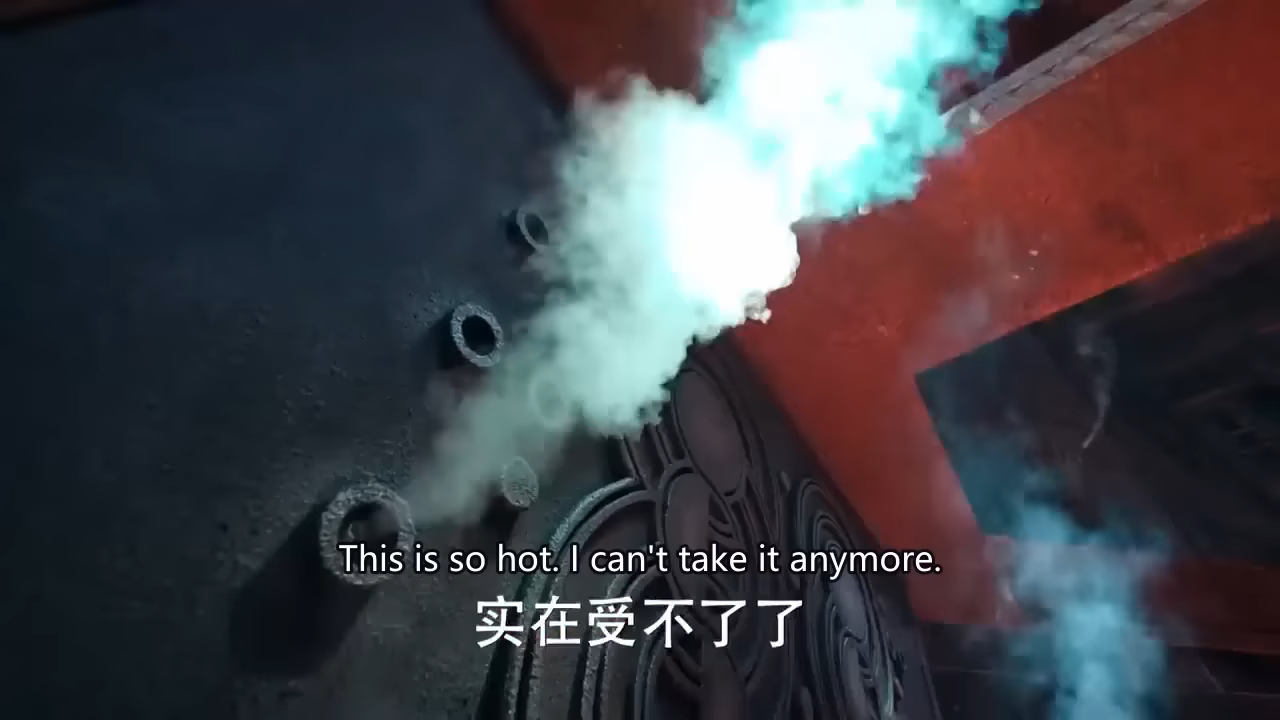 This is so hot. I can't take it anymore.
实在受不了了